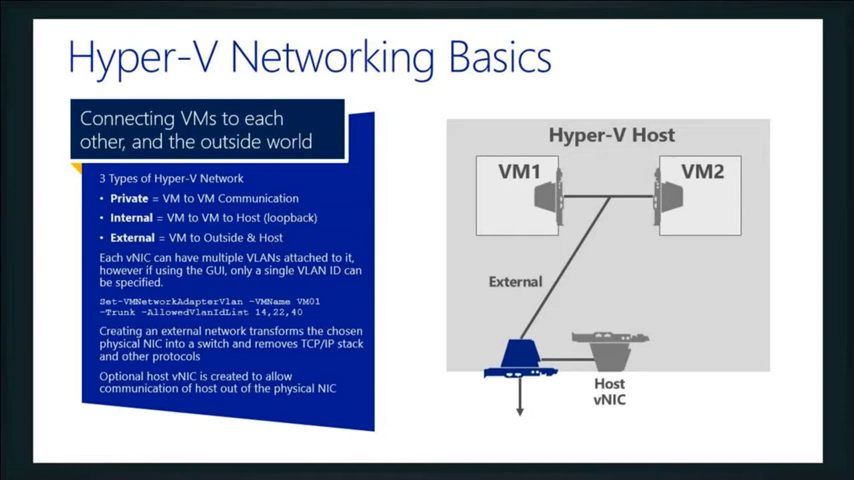 Hyper-V Networking Basics
Connecting VMs to each
other, and the outside world
3 Types of Hyper-V Network
• Private = VM to VM Communication
• Internal = VM to VM to Host (loopback)
• External = VM to Outside & Host
Each vNIC can have multiple VLANs attached to it,
however if using the GUI, only a single VLAN ID can
be specified.
Set-VMNetworkAdapterVlan -VMName VM01
-Trunk -AllowedVlanIdList 14,22,40
Creating an external network transforms the chosen
physical NIC into a switch and removes TCP/IP stack
and other protocols
Optional host vNIC is created to allow
communication of host out of the physical NIC
Hyper-V Host
VM1
VM2
External
Host
vNIC